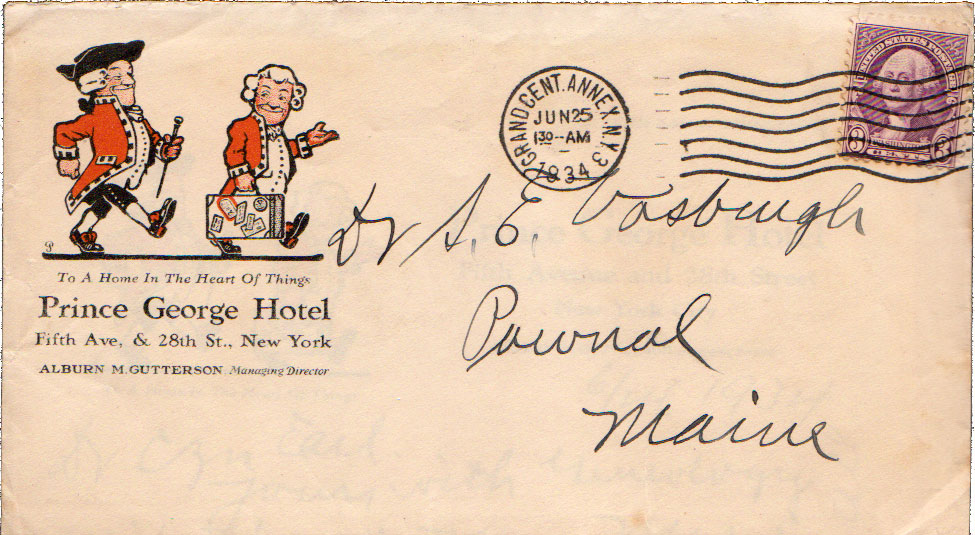 To A Home In The Heart Of Things
Prince George Hotel
Fifth Ave, & 28th St., New York
ALBURN M. GUTTERSON Managing Director
GRAND CENT. ANNEX. N.Y. 3
JUN 25
130-AM
1934
UNITED STATES POSTAGE
WASHINGTON
3 3
Dr S. E. Vosburgh
Pownal
Maine